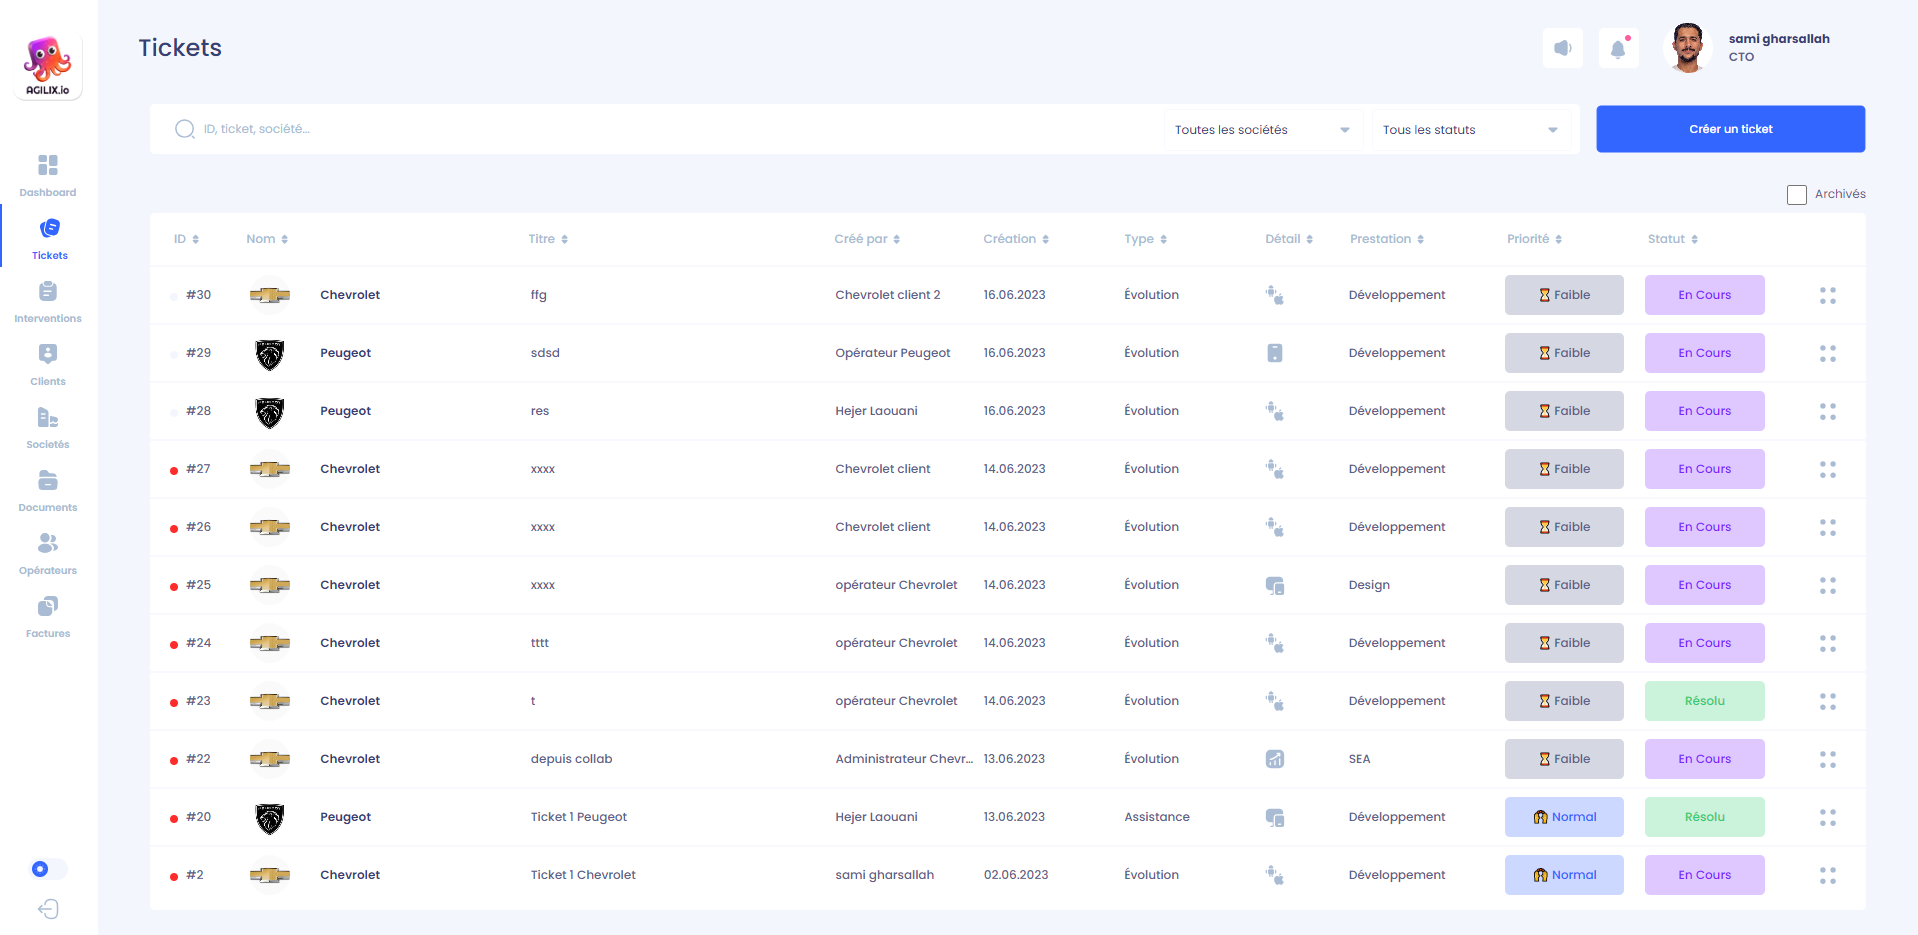 AGILIX.io
Tickets
sami gharsallah
CTO
ID, ticket, société...
Toutes les sociétés
Tous les statuts
Créer un ticket
Archivés
Dashboard
Tickets
Interventions
Clients
Societés
Documents
Opérateurs
Factures
ID Nom Titre Créé par Création Type Détail Prestation Priorité Statut
#30 Chevrolet ffg Chevrolet client 2 16.06.2023 Évolution Développement Faible En Cours
#29 Peugeot sdsd Opérateur Peugeot 16.06.2023 Évolution Développement Faible En Cours
#28 Peugeot res Hejer Laouani 16.06.2023 Évolution Développement Faible En Cours
#27 Chevrolet xxxx Chevrolet client 14.06.2023 Évolution Développement Faible En Cours
#26 Chevrolet xxxx Chevrolet client 14.06.2023 Évolution Développement Faible En Cours
#25 Chevrolet xxxx opérateur Chevrolet 14.06.2023 Évolution Design Faible En Cours
#24 Chevrolet tttt opérateur Chevrolet 14.06.2023 Évolution Développement Faible En Cours
#23 Chevrolet t opérateur Chevrolet 14.06.2023 Évolution Développement Faible Résolu
#22 Chevrolet depuis collab Administrateur Chevr... 13.06.2023 Évolution SEA Faible En Cours
#20 Peugeot Ticket 1 Peugeot Hejer Laouani 13.06.2023 Assistance Développement Normal Résolu
#2 Chevrolet Ticket 1 Chevrolet sami gharsallah 02.06.2023 Évolution Développement Normal En Cours